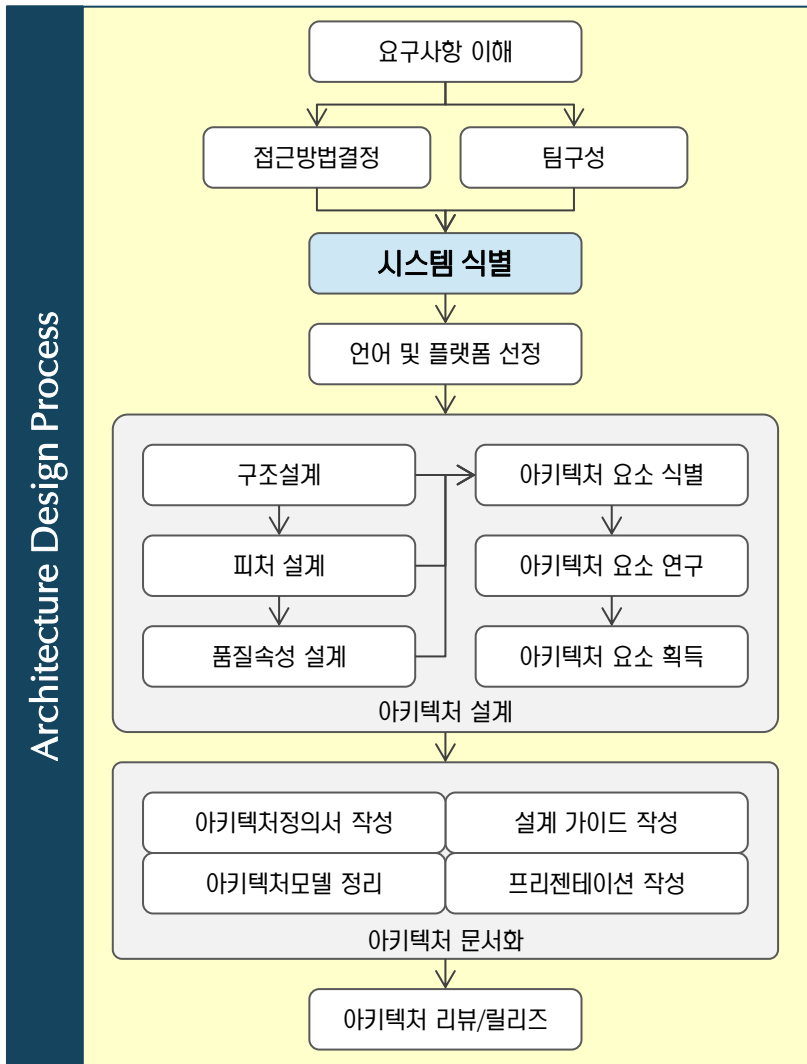 Architecture Design Process
요구사항 이해
접근방법결정
팀구성
시스템 식별
언어 및 플랫폼 선정
구조설계
아키텍처 요소 식별
피처 설계
아키텍처 요소 연구
품질속성 설계
아키텍처 요소 획득
아키텍처 설계
아키텍처정의서 작성
설계 가이드 작성
아키텍처모델 정리
프리젠테이션 작성
아키텍처 문서화
아키텍처 리뷰/릴리즈